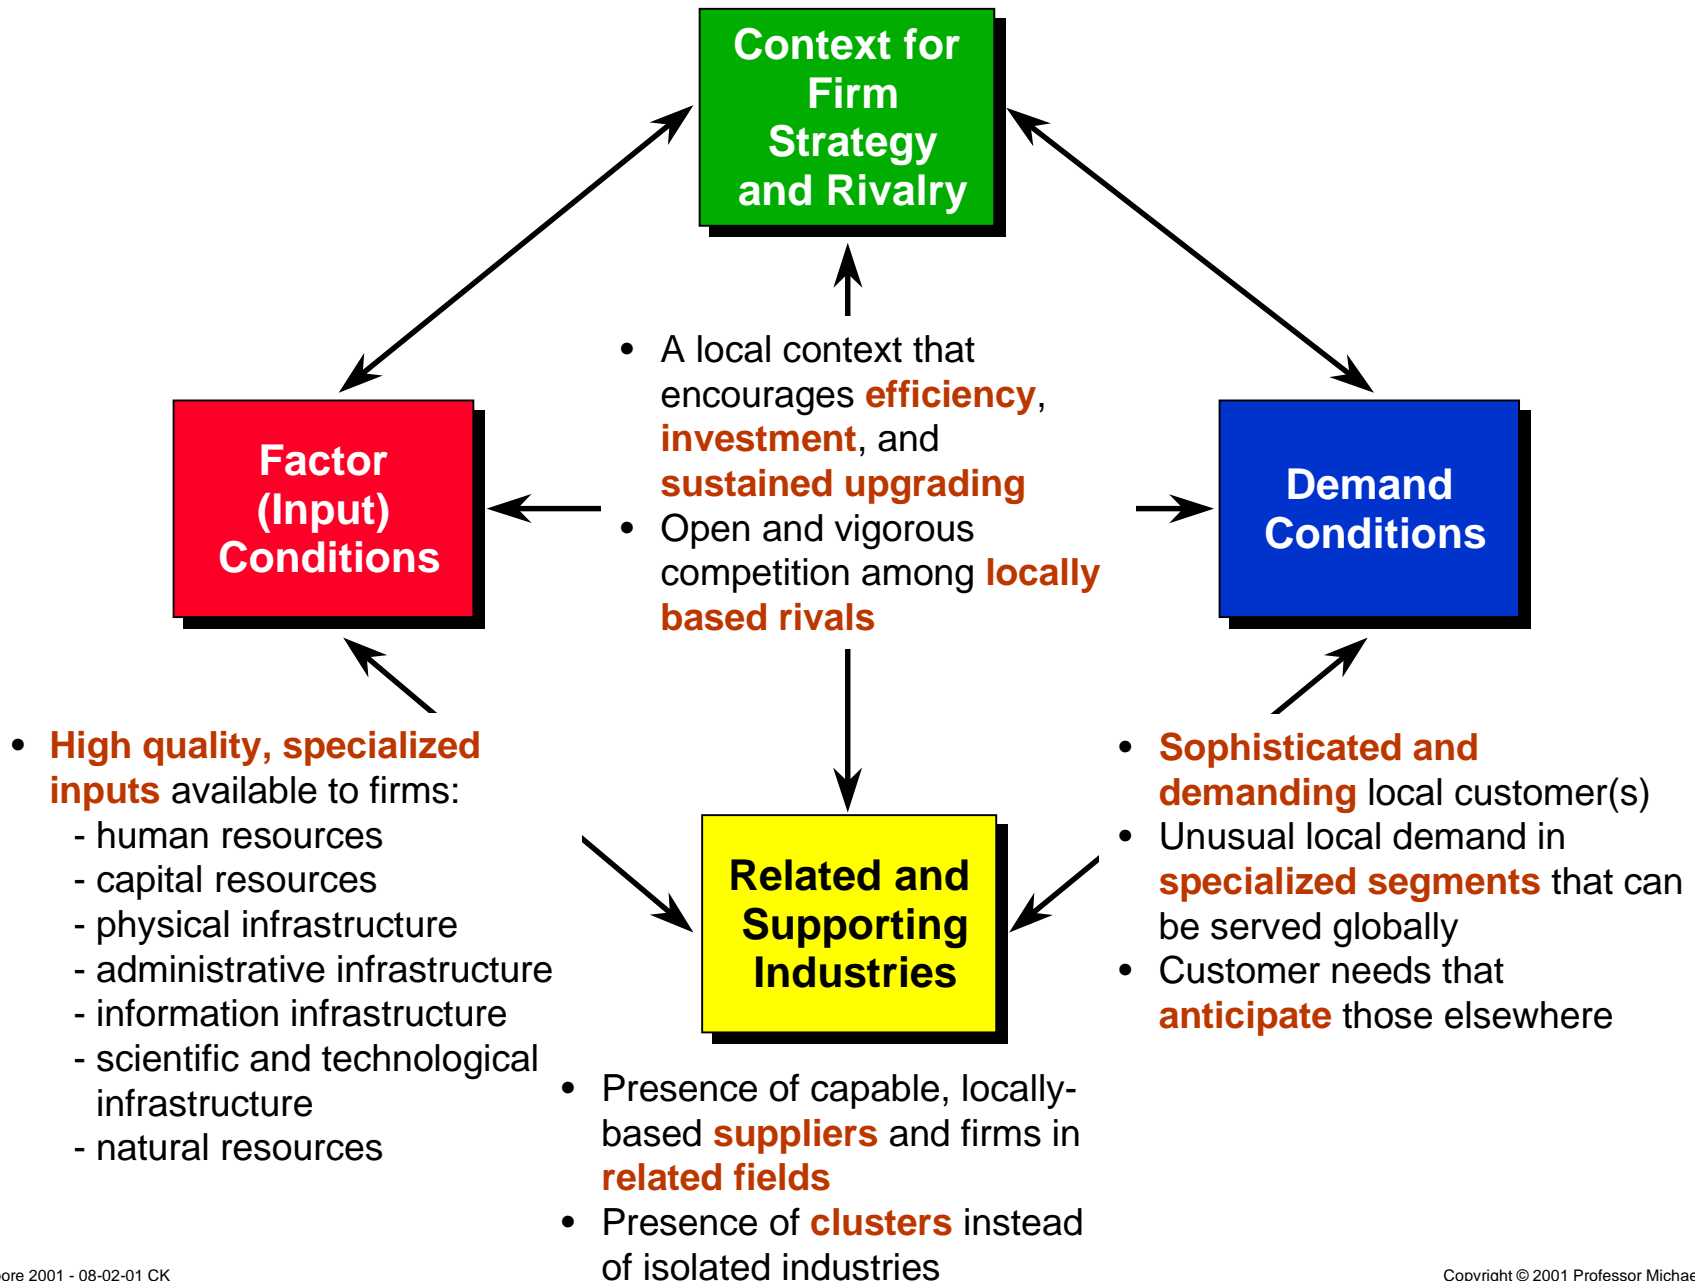 Context for
Firm
Strategy
and Rivalry
• A local context that
encourages efficiency,
investment, and
sustained upgrading
• Open and vigorous
competition among locally
based rivals
Factor
(Input)
Conditions
Demand
Conditions
• High quality, specialized
inputs available to firms:
- human resources
- capital resources
- physical infrastructure
- administrative infrastructure
- information infrastructure
- scientific and technological
infrastructure
- natural resources
• Sophisticated and
demanding local customer(s)
• Unusual local demand in
specialized segments that can
be served globally
• Customer needs that
anticipate those elsewhere
Related and
Supporting
Industries
• Presence of capable, locally-
based suppliers and firms in
related fields
• Presence of clusters instead
of isolated industries
ore 2001 - 08-02-01 CK
Copyright © 2001 Professor Michae